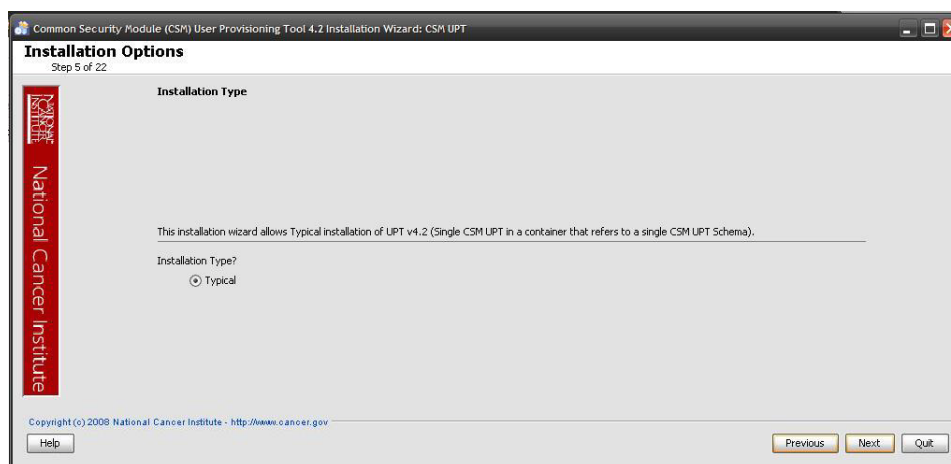 Common Security Module (CSM) User Provisioning Tool 4.2 Installation Wizard: CSM UPT
Installation Options
Step 5 of 22
NATIONAL
CANCER
INSTITUTE
National Cancer Institute
Installation Type
This installation wizard allows Typical installation of UPT v4.2 (Single CSM UPT in a container that refers to a single CSM UPT Schema).
Installation Type?
Typical
Copyright (c) 2008 National Cancer Institute - http://www.cancer.gov
Help
Previous
Next
Quit